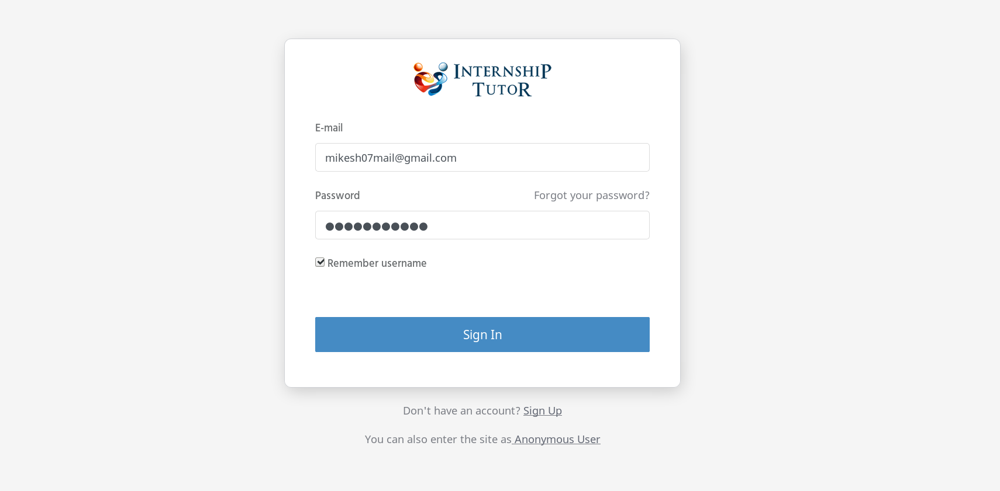 INTERNSHIP
TUTOR
E-mail
mikesh07mail@gmail.com
Password Forgot your password?
●●●●●●●●●●●
Remember username
Sign In
Don't have an account? Sign Up
You can also enter the site as Anonymous User